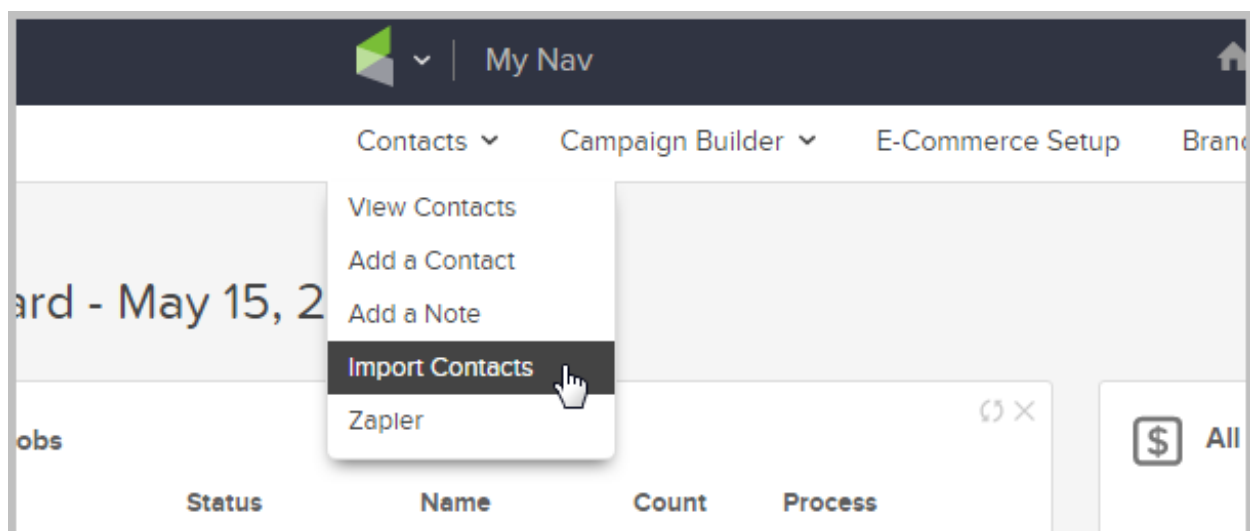 My Nav
Contacts Campaign Builder E-Commerce Setup Branc
View Contacts
Add a Contact
ard - May 15, 2
Add a Note
Import Contacts
Zapier
obs
$ All
Status Name Count Process